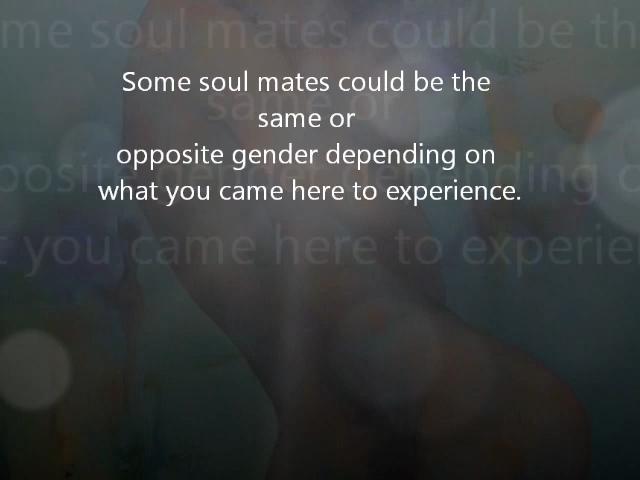 Some soul mates could be the
same or
opposite gender depending on
what you came here to experience.